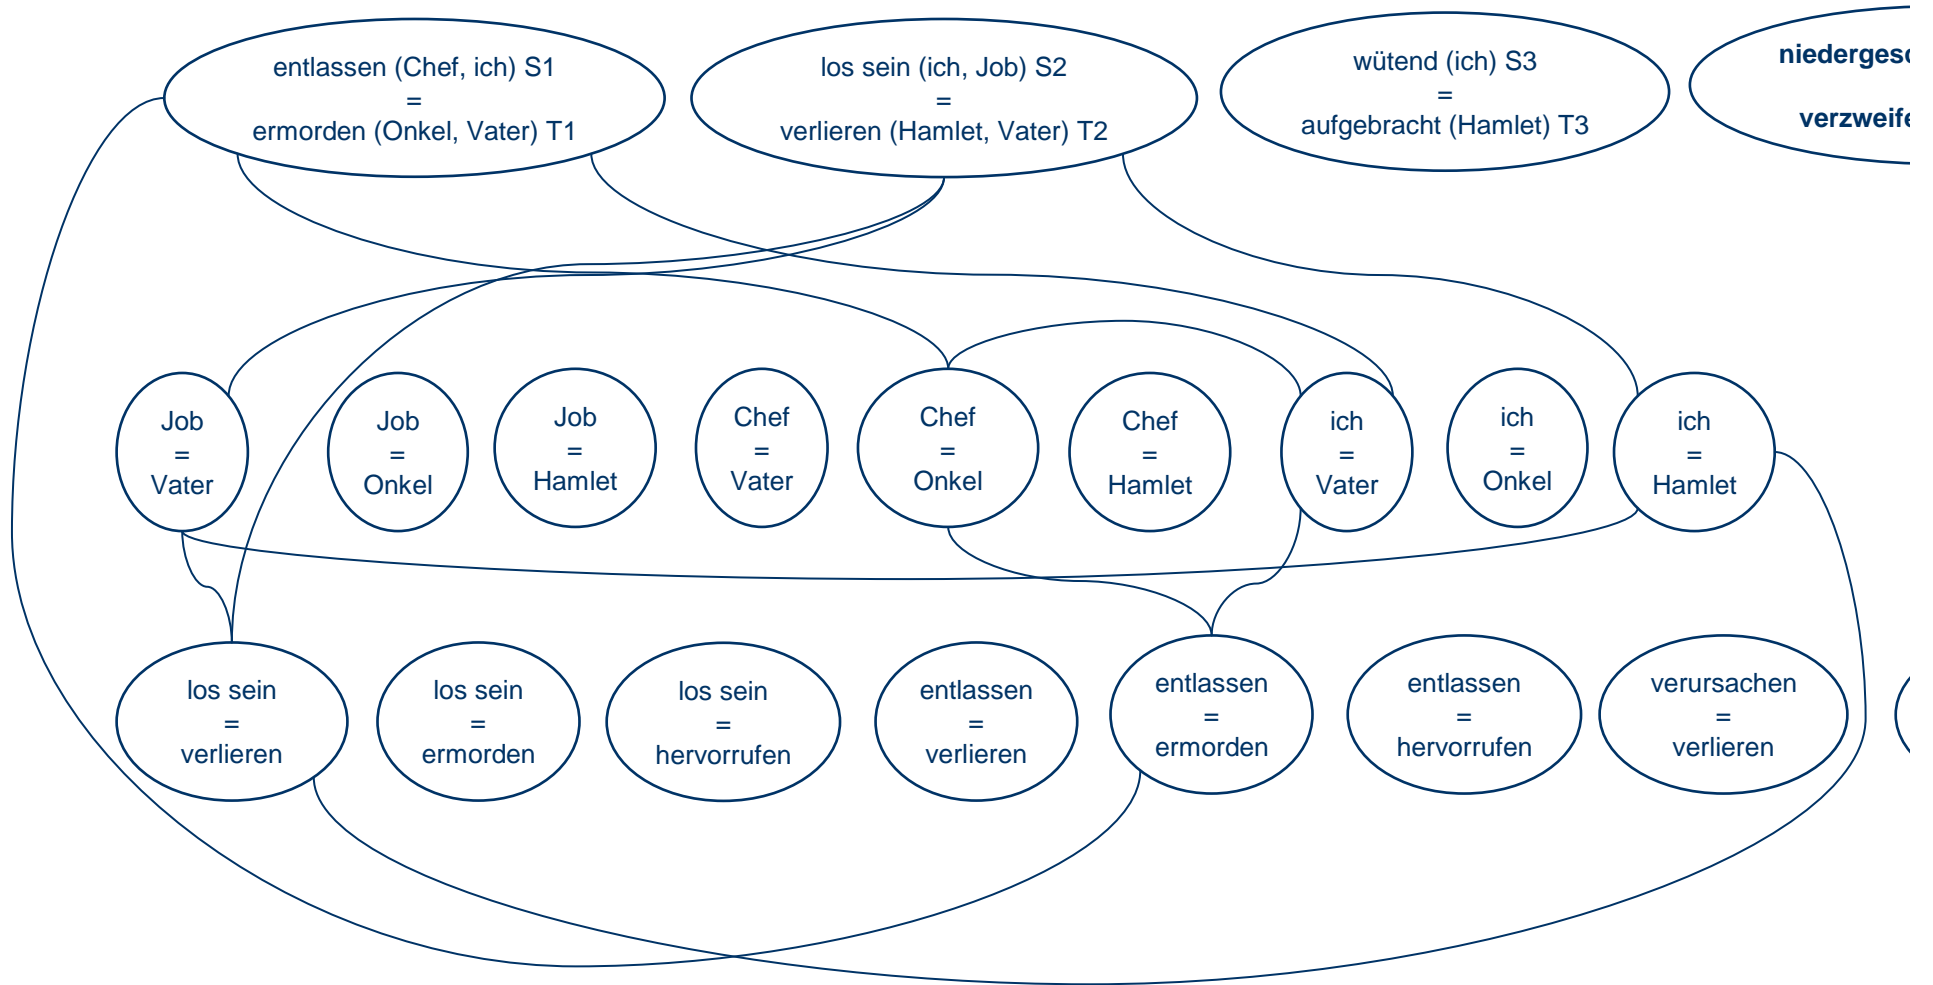 entlassen (Chef, ich) S1
=
ermorden (Onkel, Vater) T1
los sein (ich, Job) S2
=
verlieren (Hamlet, Vater) T2
wütend (ich) S3
=
aufgebracht (Hamlet) T3
Job
=
Vater
Job
=
Onkel
Job
=
Hamlet
Chef
=
Vater
Chef
=
Onkel
Chef
=
Hamlet
ich
=
Vater
ich
=
Onkel
ich
=
Hamlet
los sein
=
verlieren
los sein
=
ermorden
los sein
=
hervorrufen
entlassen
=
verlieren
entlassen
=
ermorden
entlassen
=
hervorrufen
verursachen
=
verlieren